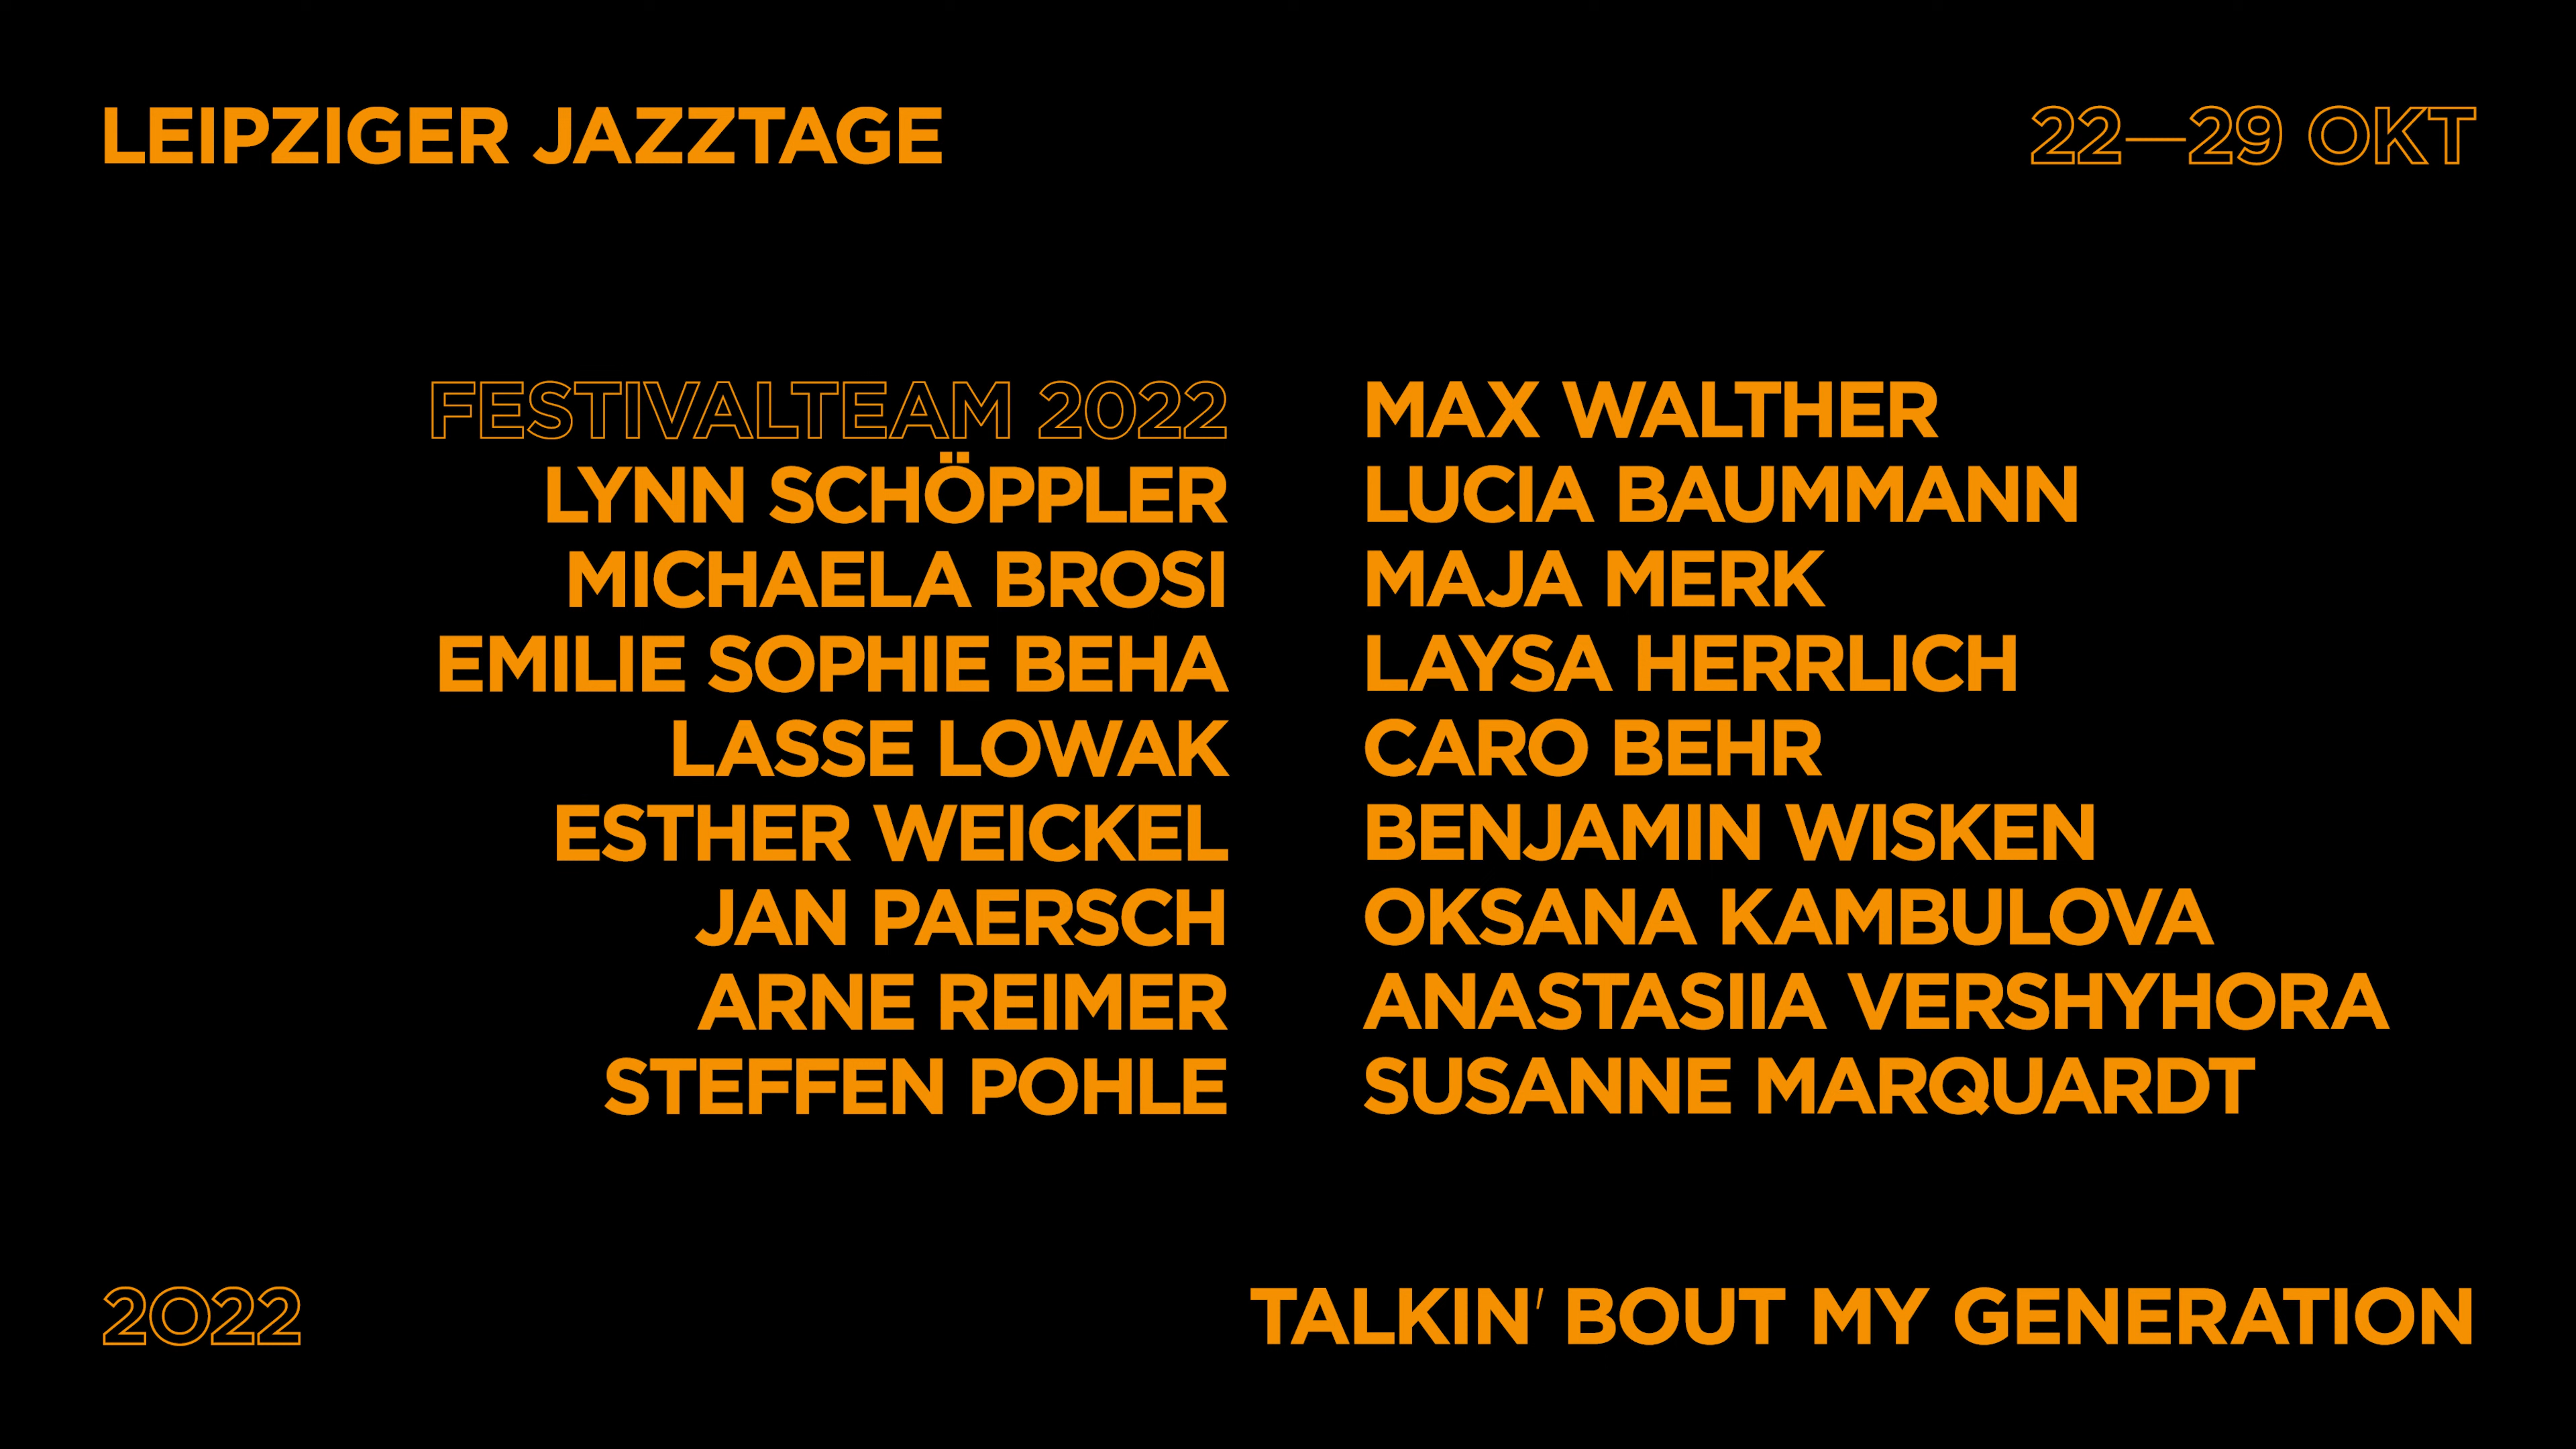 LEIPZIGER JAZZTAGE
22—29 OKT
FESTIVALTEAM 2022
LYNN SCHÖPPLER
MICHAELA BROSI
EMILIE SOPHIE BEHA
LASSE LOWAK
ESTHER WEICKEL
JAN PAERSCH
ARNE REIMER
STEFFEN POHLE
MAX WALTHER
LUCIA BAUMMANN
MAJA MERK
LAYSA HERRLICH
CARO BEHR
BENJAMIN WISKEN
OKSANA KAMBULOVA
ANASTASIIA VERSHYHORA
SUSANNE MARQUARDT
2022
TALKIN' BOUT MY GENERATION